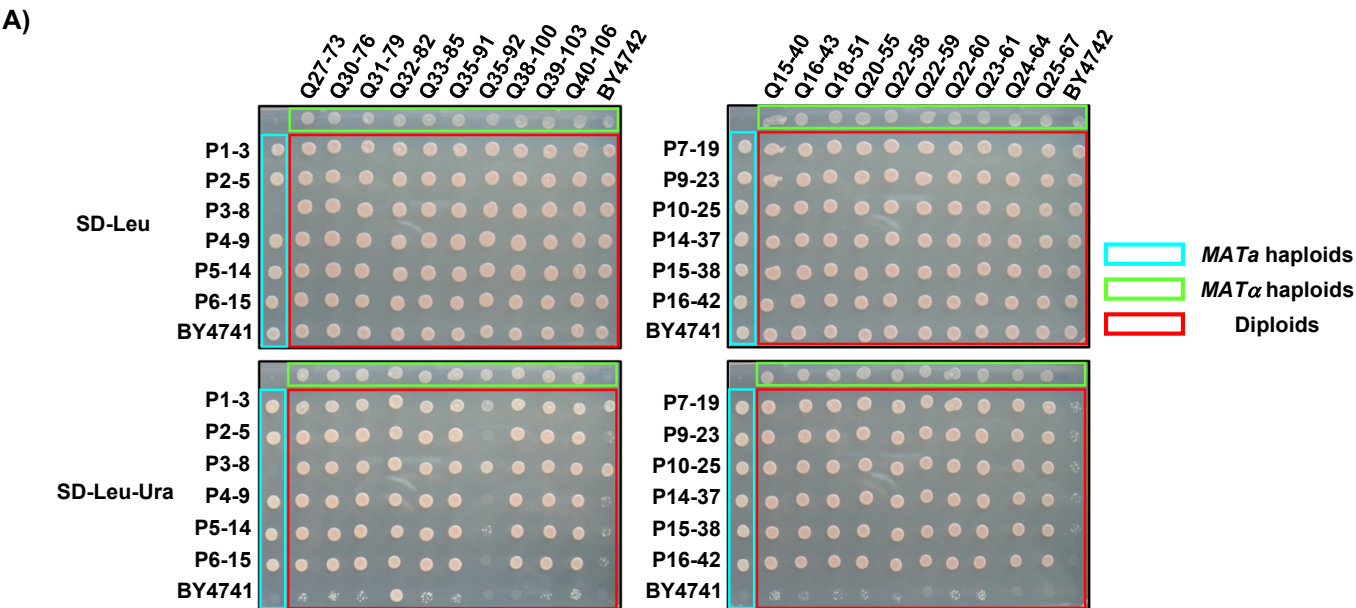 A)
Q27-73 Q30-76 Q31-79 Q32-82 Q33-85 Q35-91 Q35-92 Q38-100 Q39-103 Q40-106 BY4742
Q15-40 Q16-43 Q18-51 Q20-55 Q22-58 Q22-59 Q22-60 Q23-61 Q24-64 Q25-67 BY4742
SD-Leu
P1-3
P2-5
P3-8
P4-9
P5-14
P6-15
BY4741
P7-19
P9-23
P10-25
P14-37
P15-38
P16-42
BY4741
MATa haploids
MATα haploids
Diploids
SD-Leu-Ura
P1-3
P2-5
P3-8
P4-9
P5-14
P6-15
BY4741
P7-19
P9-23
P10-25
P14-37
P15-38
P16-42
BY4741